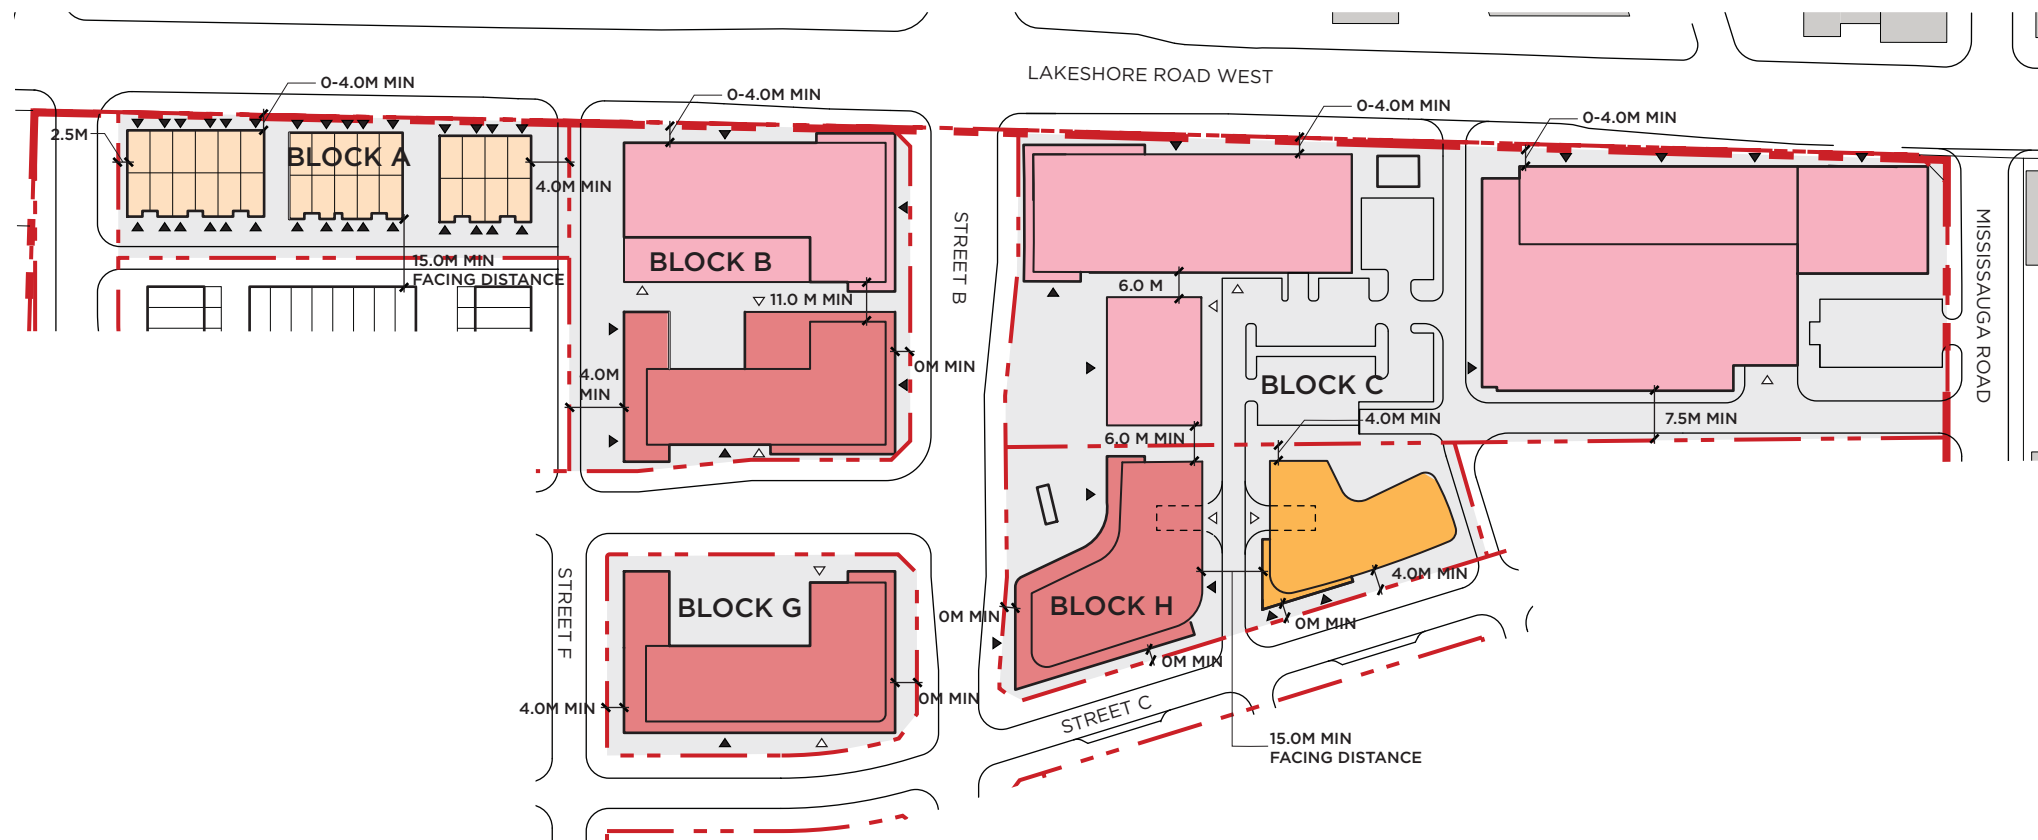 LAKESHORE ROAD WEST
0-4.0M MIN
0-4.0M MIN
0-4.0M MIN
0-4.0M MIN
2.5M
BLOCK A
4.0M MIN
15.0M MIN
FACING DISTANCE
BLOCK B
11.0 M MIN
4.0M
MIN
0M MIN
STREET B
6.0 M
6.0 M MIN
BLOCK C
4.0M MIN
7.5M MIN
MISSISSAUGA ROAD
STREET F
BLOCK G
4.0M MIN
0M MIN
0M MIN
BLOCK H
0M MIN
4.0M MIN
0M MIN
STREET C
15.0M MIN
FACING DISTANCE